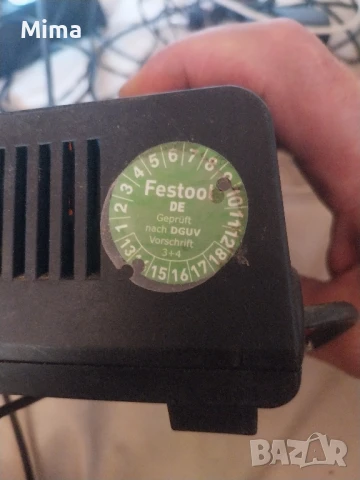 Mima
1 2 3 4 5 6 7 8 9 10 11 12
Festool
DE
Geprüft
nach DGUV
Vorschrift
3+4
13 15 16 17 18
BAZAR